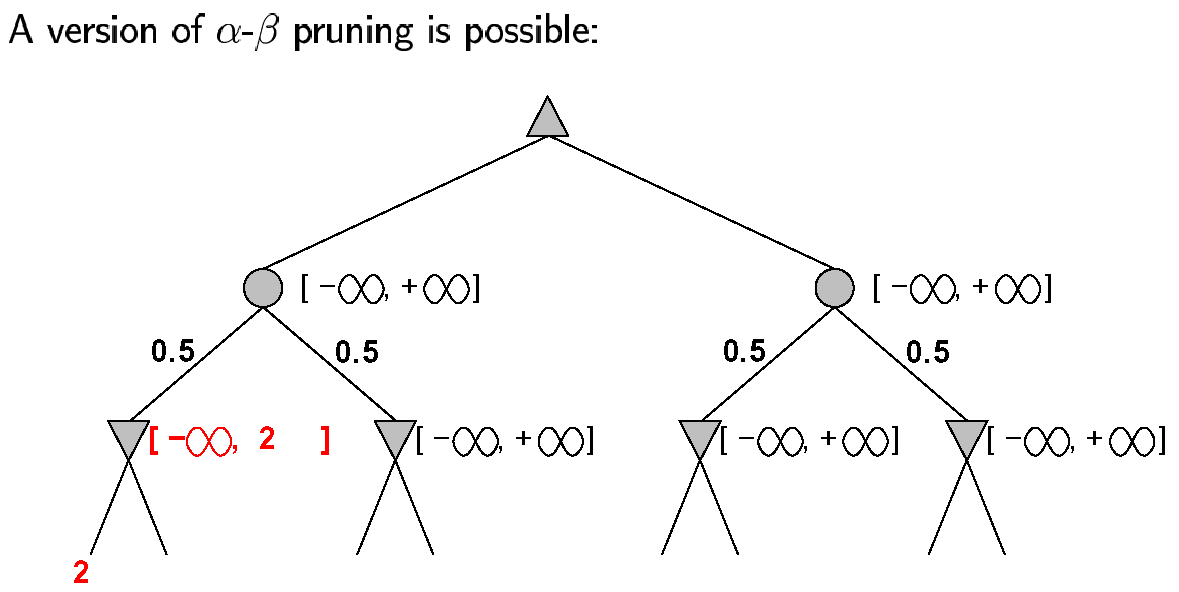 A version of α-β pruning is possible:
[ −∞, +∞] [ −∞, +∞]
0.5 0.5 0.5 0.5
[ −∞, 2 ] [ −∞, +∞] [ −∞, +∞] [ −∞, +∞]
2